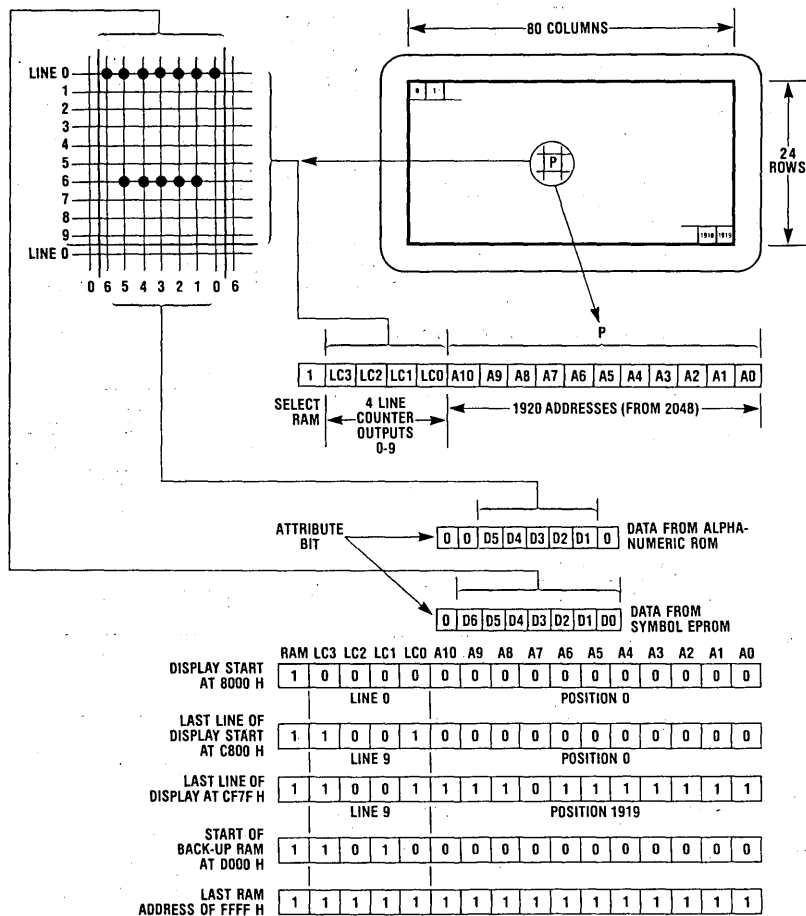 80 COLUMNS
LINE 0
1
2
3
4
5
6
7
8
9
LINE 0
0 6 5 4 3 2 1 0 6
0 1
P
24
ROWS
1918 1919
P
1 LC3 LC2 LC1 LC0 A10 A9 A8 A7 A6 A5 A4 A3 A2 A1 A0
SELECT
RAM
4 LINE
COUNTER
OUTPUTS
0-9
1920 ADDRESSES (FROM 2048)
ATTRIBUTE
BIT
0 0 D5 D4 D3 D2 D1 0
DATA FROM ALPHA-
NUMERIC ROM
0 D6 D5 D4 D3 D2 D1 D0
DATA FROM
SYMBOL EPROM
RAM LC3 LC2 LC1 LC0 A10 A9 A8 A7 A6 A5 A4 A3 A2 A1 A0
DISPLAY START
AT 8000 H
1 0 0 0 0 0 0 0 0 0 0 0 0 0 0 0
LINE 0 POSITION 0
LAST LINE OF
DISPLAY START
AT C800 H
1 1 0 0 1 0 0 0 0 0 0 0 0 0 0 0
LINE 9 POSITION 0
LAST LINE OF
DISPLAY AT CF7F H
1 1 0 0 1 1 1 1 0 1 1 1 1 1 1 1
LINE 9 POSITION 1919
START OF
BACK-UP RAM
AT D000 H
1 1 0 1 0 0 0 0 0 0 0 0 0 0 0 0
LAST RAM
ADDRESS OF FFFF H
1 1 1 1 1 1 1 1 1 1 1 1 1 1 1 1